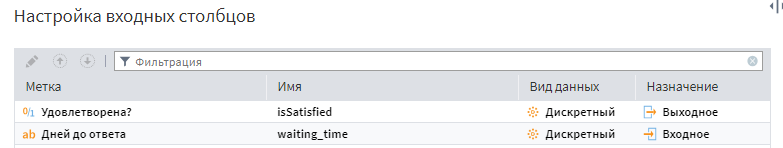 Настройка входных столбцов
Фильтрация
Метка Имя Вид данных Назначение
0/1 Удовлетворена? isSatisfied Дискретный Выходное
ab Дней до ответа waiting_time Дискретный Входное